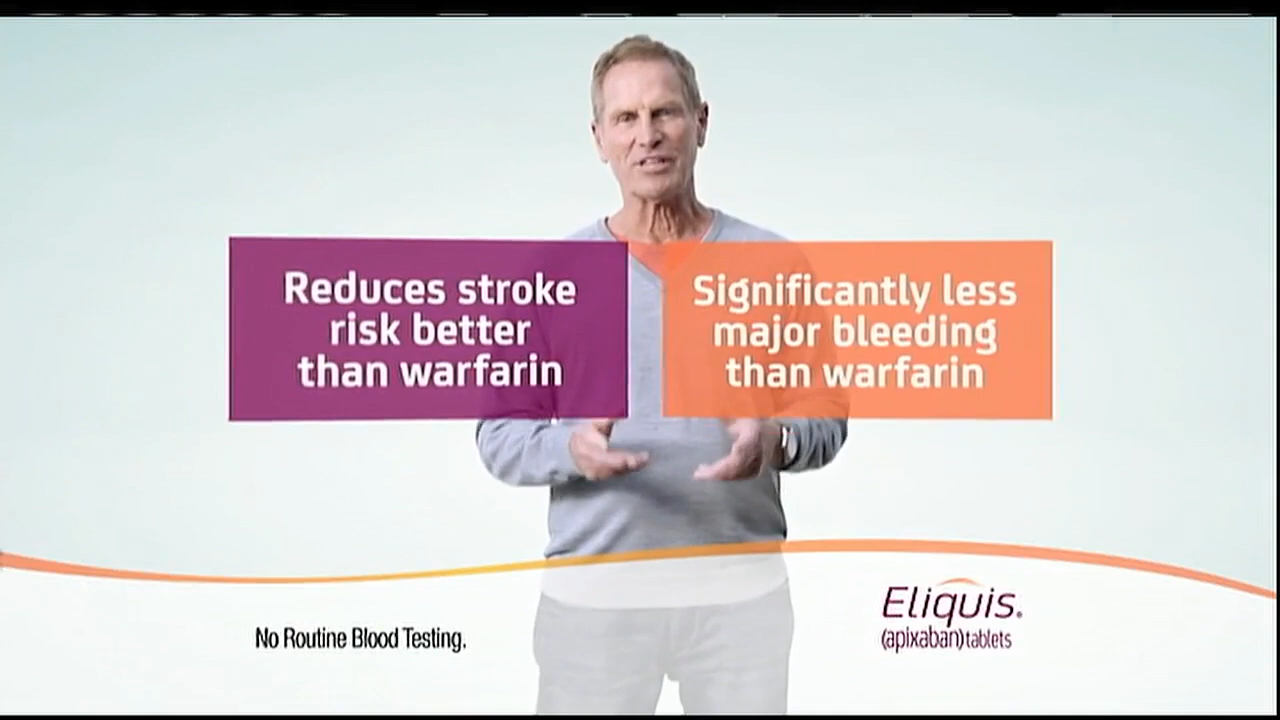 Reduces stroke
risk better
than warfarin
Significantly less
major bleeding
than warfarin
No Routine Blood Testing.
Eliquis®
(apixaban) tablets